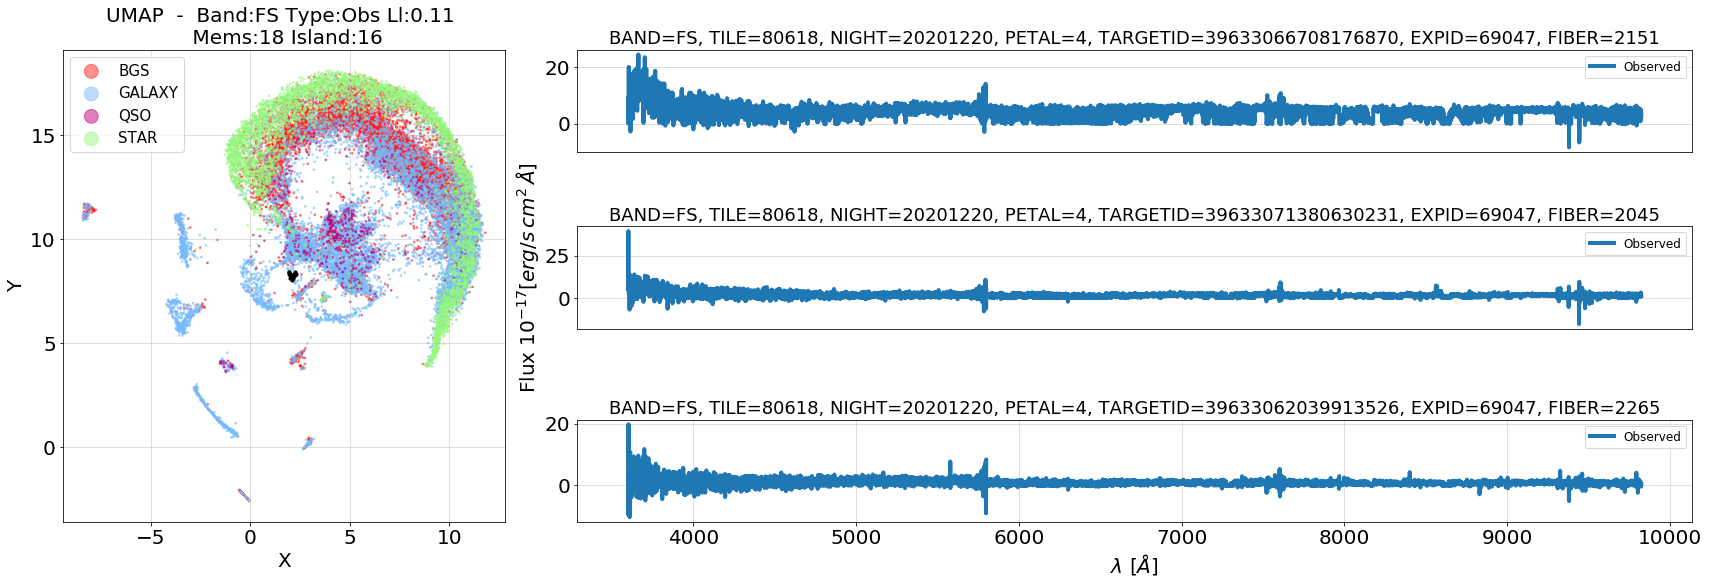 UMAP - Band:FS Type:Obs Ll:0.11
Mems:18 Island:16
BGS
GALAXY
QSO
STAR
15
10
5
0
−5
0
5
10
X
Y
Flux 10^{-17}[erg/s cm^2 Å]
BAND=FS, TILE=80618, NIGHT=20201220, PETAL=4, TARGETID=39633066708176870, EXPID=69047, FIBER=2151
Observed
20
0
BAND=FS, TILE=80618, NIGHT=20201220, PETAL=4, TARGETID=39633071380630231, EXPID=69047, FIBER=2045
Observed
25
0
BAND=FS, TILE=80618, NIGHT=20201220, PETAL=4, TARGETID=39633062039913526, EXPID=69047, FIBER=2265
Observed
20
0
4000
5000
6000
7000
8000
9000
10000
λ [Å]